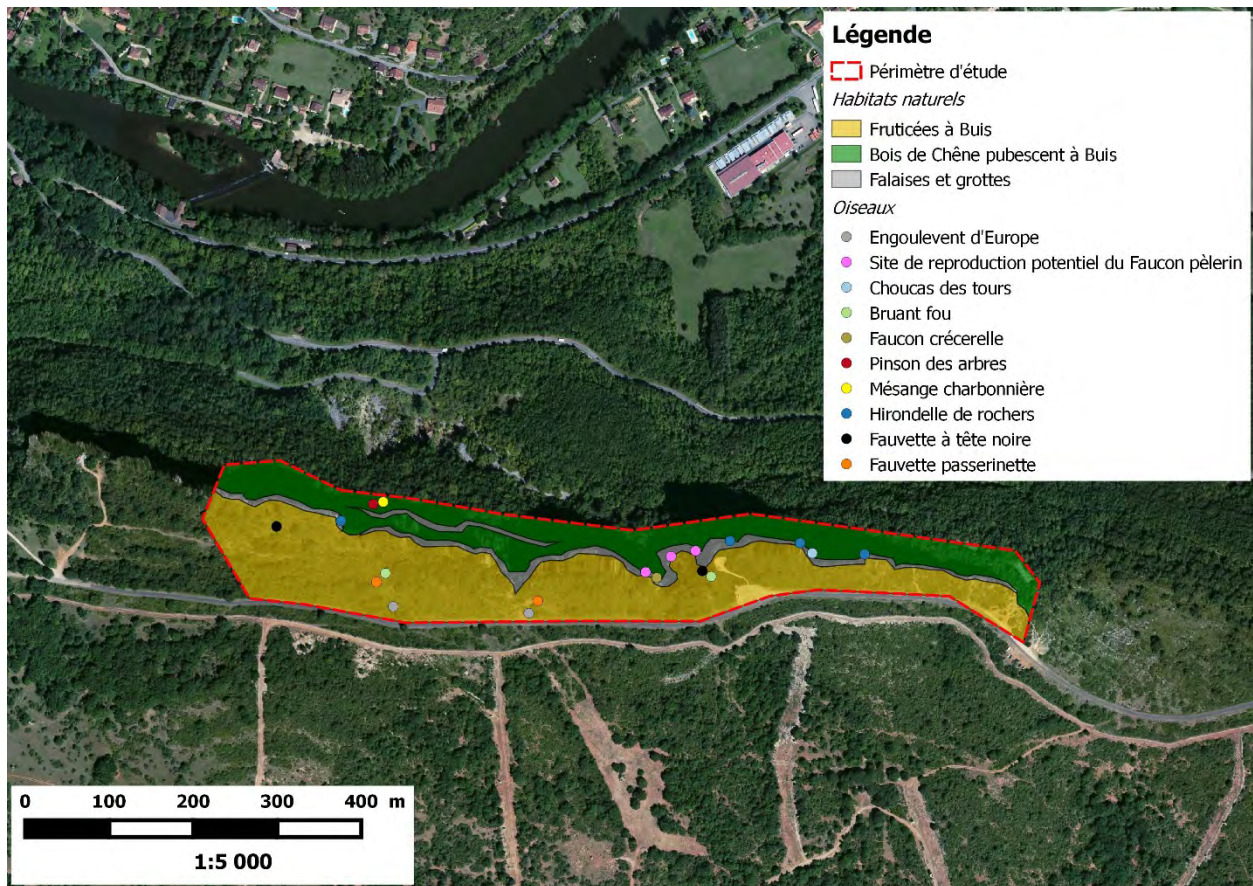 Légende
Périmètre d'étude
Habitats naturels
Fruticées à Buis
Bois de Chêne pubescent à Buis
Falaises et grottes
Oiseaux
Engoulevent d'Europe
Site de reproduction potentiel du Faucon pèlerin
Choucas des tours
Bruant fou
Faucon crécerelle
Pinson des arbres
Mésange charbonnière
Hirondelle de rochers
Fauvette à tête noire
Fauvette passerinette
0 100 200 300 400 m
1:5 000